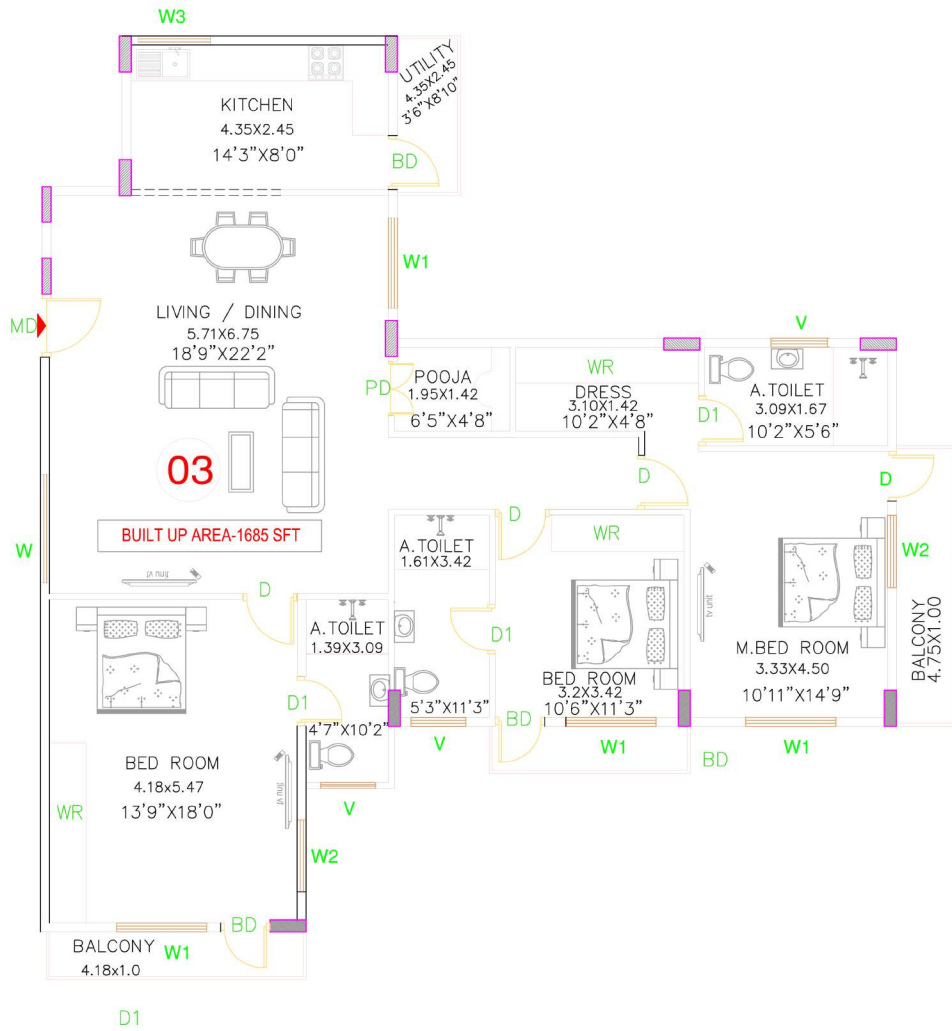 W3
UTILITY
4.35X2.45
3'6"X8'10"
KITCHEN
4.35X2.45
14'3"X8'0"
BD
W1
MD
LIVING / DINING
5.71X6.75
18'9"X22'2"
V
PD
POOJA
1.95X1.42
6'5"X4'8"
WR
DRESS
3.10X1.42
10'2"X4'8"
D1
A.TOILET
3.09X1.67
10'2"X5'6"
03
D
D
BUILT UP AREA-1685 SFT
W
tv unit
D
A.TOILET
1.61X3.42
5'3"X11'3"
D
WR
D1
tv unit
W2
BALCONY
4.75X1.00
M.BED ROOM
3.33X4.50
10'11"X14'9"
BED ROOM
3.2X3.42
10'6"X11'3"
A.TOILET
1.39X3.09
4'7"X10'2"
D1
V
BD
W1
W1
BD
BED ROOM
4.18x5.47
13'9"X18'0"
tv unit
WR
V
W2
BD
BALCONY
4.18x1.0
W1
D1